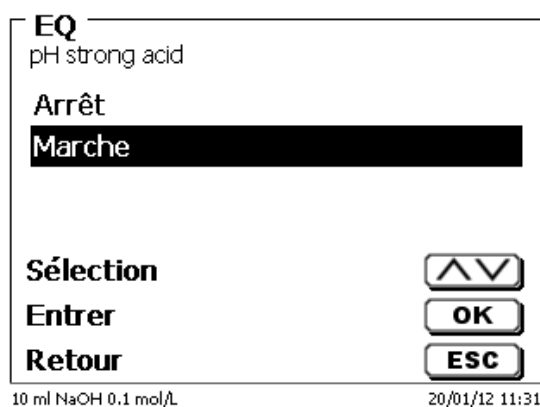 EQ
pH strong acid
Arrêt
Marche
Sélection
Entrer OK
Retour ESC
10 ml NaOH 0.1 mol/L 20/01/12 11:31